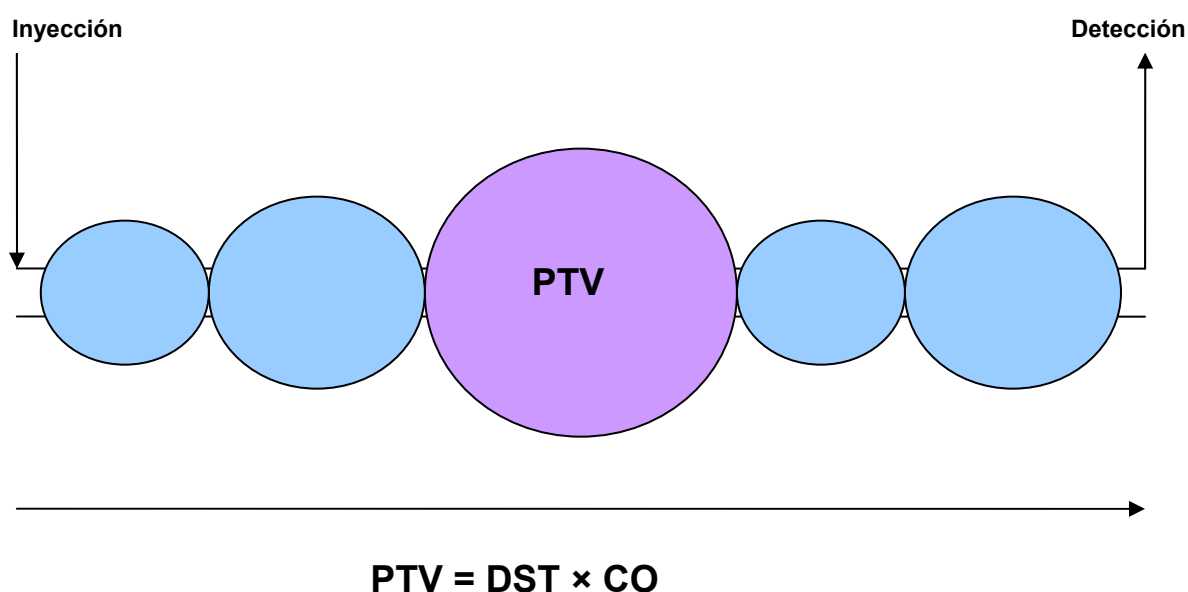 Inyección
Detección
PTV
PTV = DST × CO